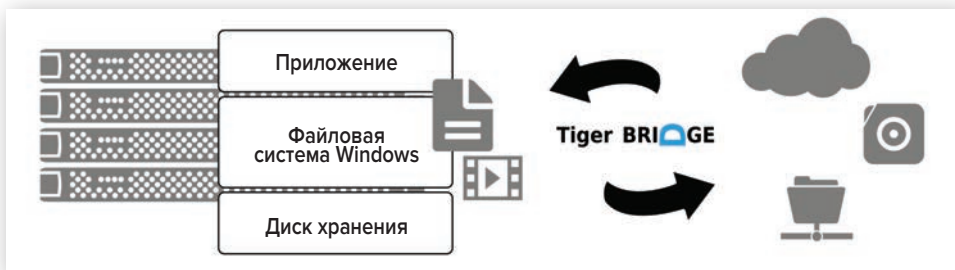 Приложение
Файловая
система Windows
Tiger BRIDGE
Диск хранения